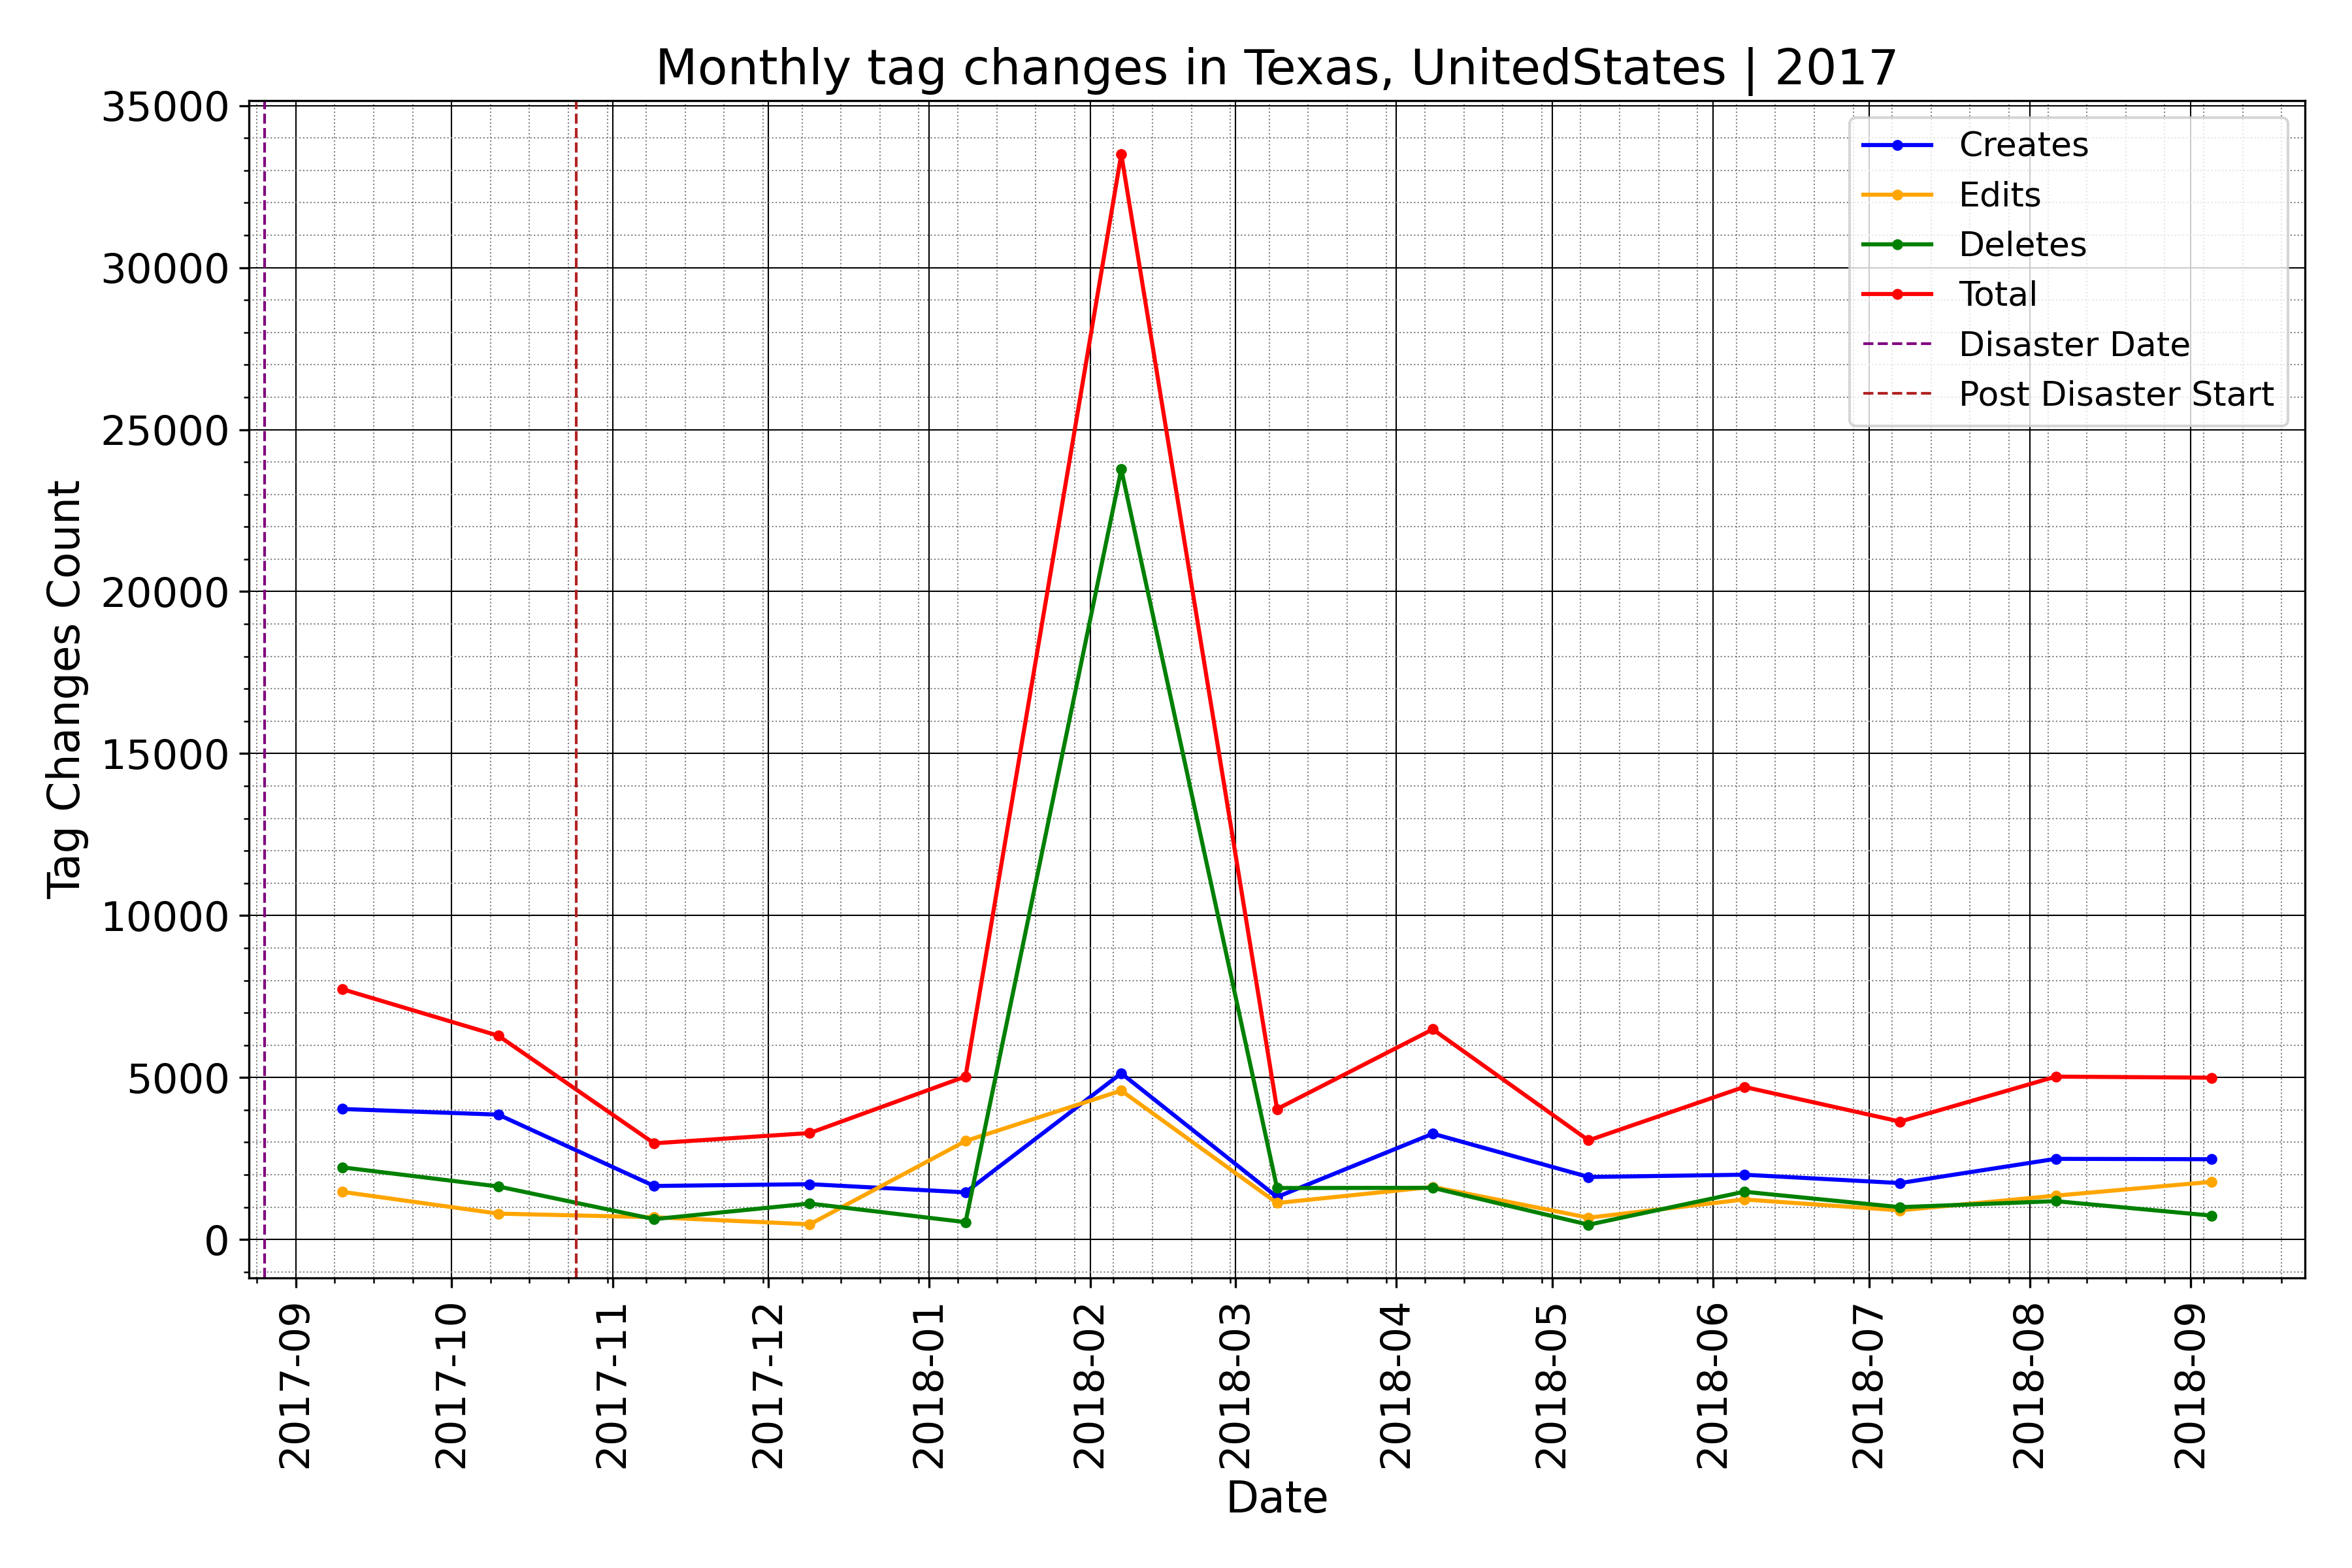 Monthly tag changes in Texas, UnitedStates | 2017
35000
30000
25000
20000
15000
10000
5000
0
Tag Changes Count
Creates
Edits
Deletes
Total
Disaster Date
Post Disaster Start
2017-09
2017-10
2017-11
2017-12
2018-01
2018-02
2018-03
2018-04
2018-05
2018-06
2018-07
2018-08
2018-09
Date